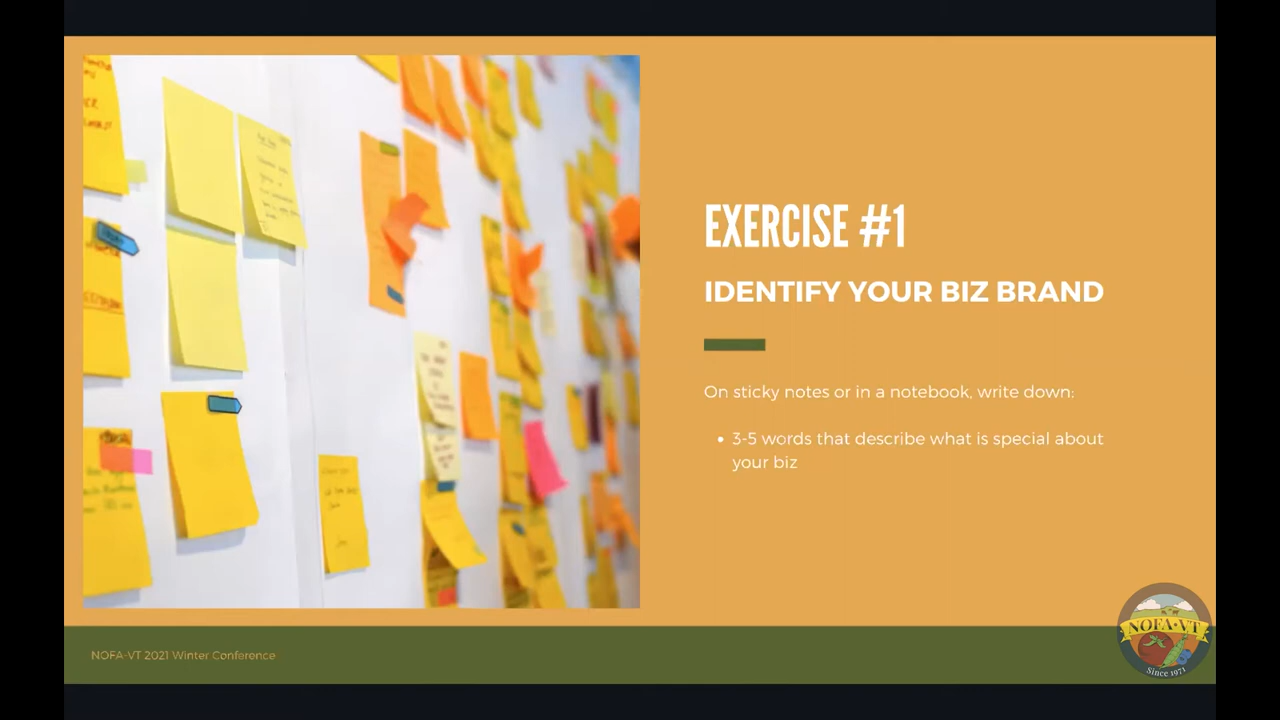 EXERCISE #1
IDENTIFY YOUR BIZ BRAND
On sticky notes or in a notebook, write down:
• 3-5 words that describe what is special about
your biz
NOFA-VT 2021 Winter Conference
NOFA-VT
Since 1971